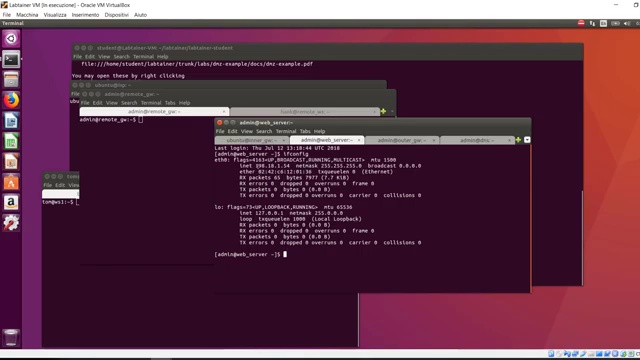 Labtainer VM [In esecuzione] - Oracle VM VirtualBox
File Macchina Visualizza Inserimento Dispositivi Aiuto
Terminal
student@Labtainer-VM: ~/labtainer/labtainer-student
File Edit View Search Terminal Help
file:///home/student/labtainer/trunk/labs/dmz-example/docs/dmz-example.pdf
You may open these by right clicking
ubuntu@isp: ~
admin@remote_gw:~
File Edit View Search Terminal Tabs Help
admin@remote_gw:~
admin@remote_gw:~$
File Edit View
tom@ws1:~$
admin@web_server:~
File Edit View Search Terminal Tabs Help
ubuntu@inner_gw:~
admin@web_server:~
admin@outer_gw:~
admin@dns:~
Last login: Thu Jul 12 13:10:44 UTC 2018
[admin@web_server ~]$ ifconfig
eth0: flags=4163<UP,BROADCAST,RUNNING,MULTICAST> mtu 1500
netmask 255.255.255.0 broadcast 0.0.0.0
ether 02:42:c6:12:01:36 txqueuelen 0 (Ethernet)
RX packets 65 bytes 7977 (7.7 KiB)
RX errors 0 dropped 0 overruns 0 frame 0
TX packets 0 bytes 0 (0.0 B)
TX errors 0 dropped 0 overruns 0 carrier 0 collisions 0
lo: flags=73<UP,LOOPBACK,RUNNING> mtu 65536
inet 127.0.0.1 netmask 255.0.0.0
loop txqueuelen 1000 (Local Loopback)
RX packets 0 bytes 0 (0.0 B)
RX errors 0 dropped 0 overruns 0 frame 0
TX packets 0 bytes 0 (0.0 B)
TX errors 0 dropped 0 overruns 0 carrier 0 collisions 0
[admin@web_server ~]$